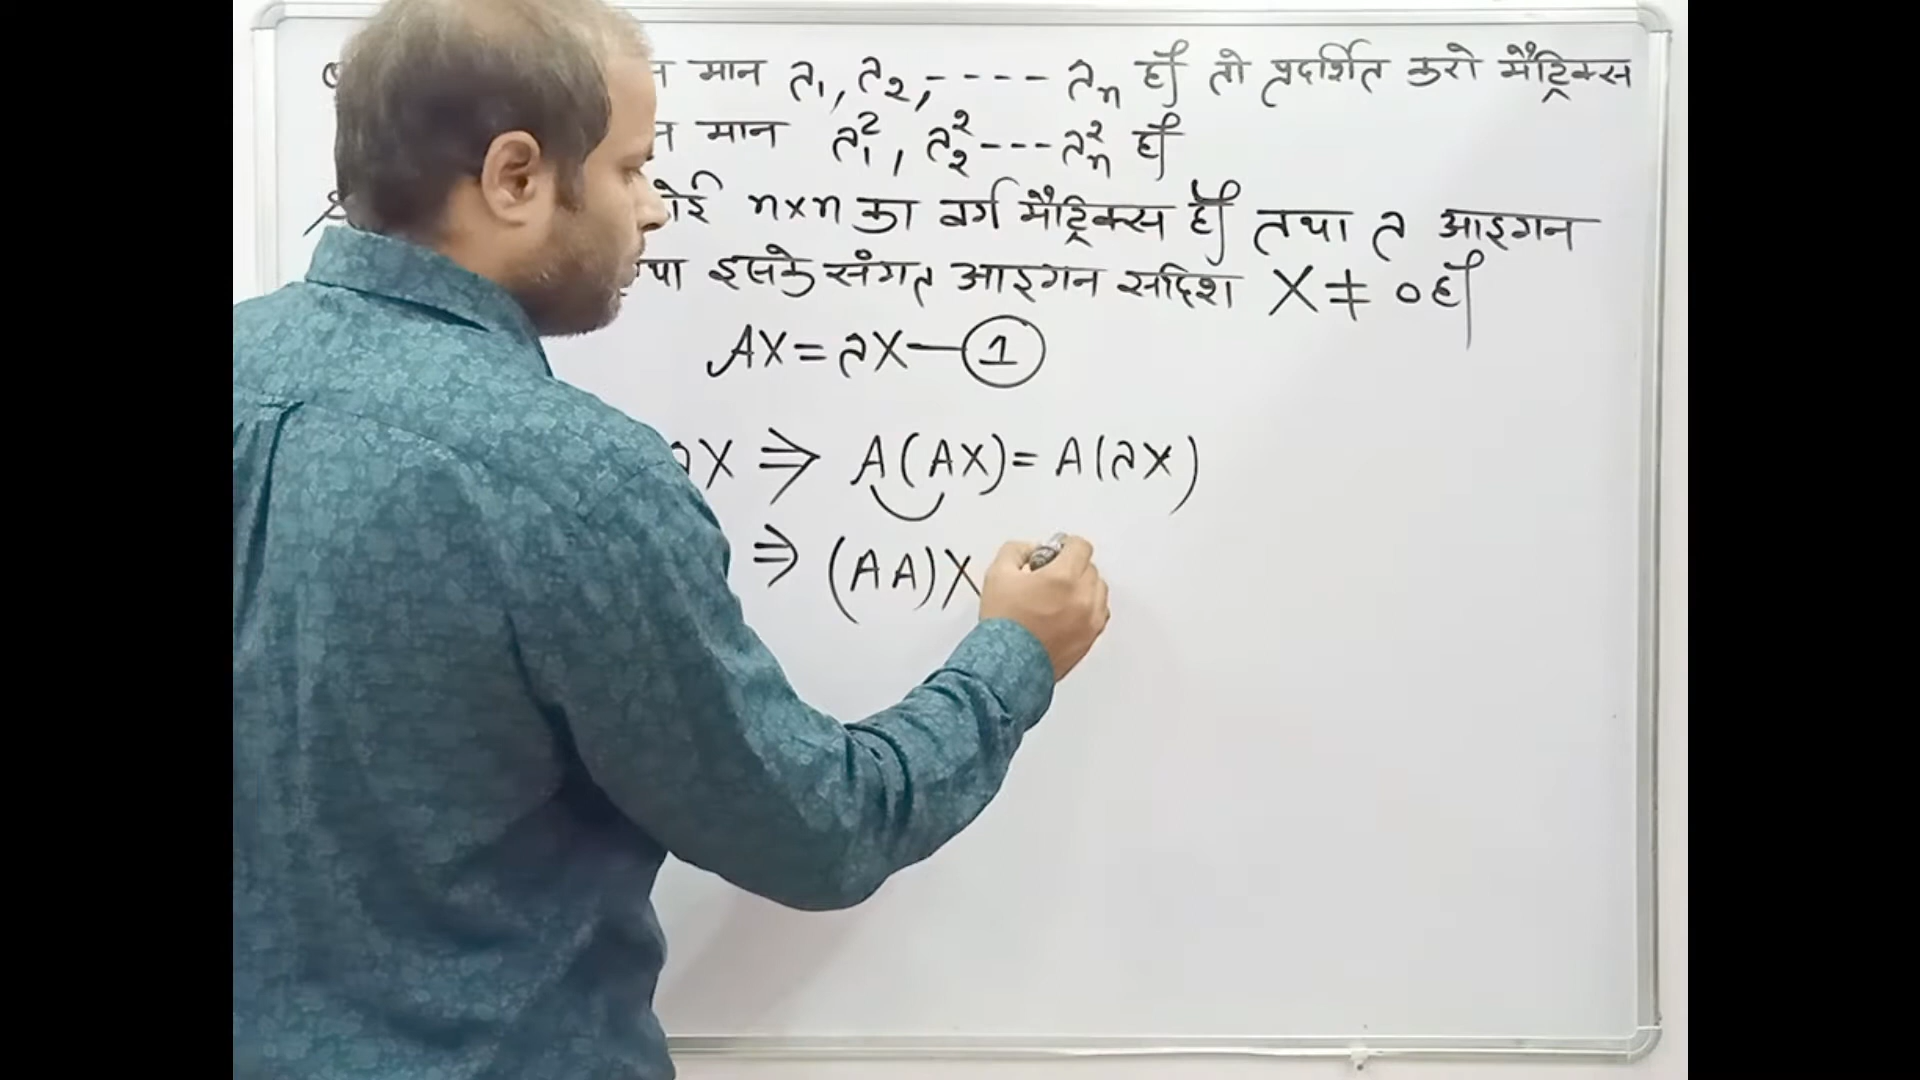 मान λ₁, λ₂, ---- λₙ हैं तो प्रदर्शित करो मैट्रिक्स
मान λ₁², λ₂² --- λₙ² हैं
n×n का वर्ग मैट्रिक्स है तथा λ आइगन
इसके संगत आइगन सदिश X ≠ 0 है
AX = λX — ①
X ⇒ A(AX) = A(λX)
⇒ (AA)X